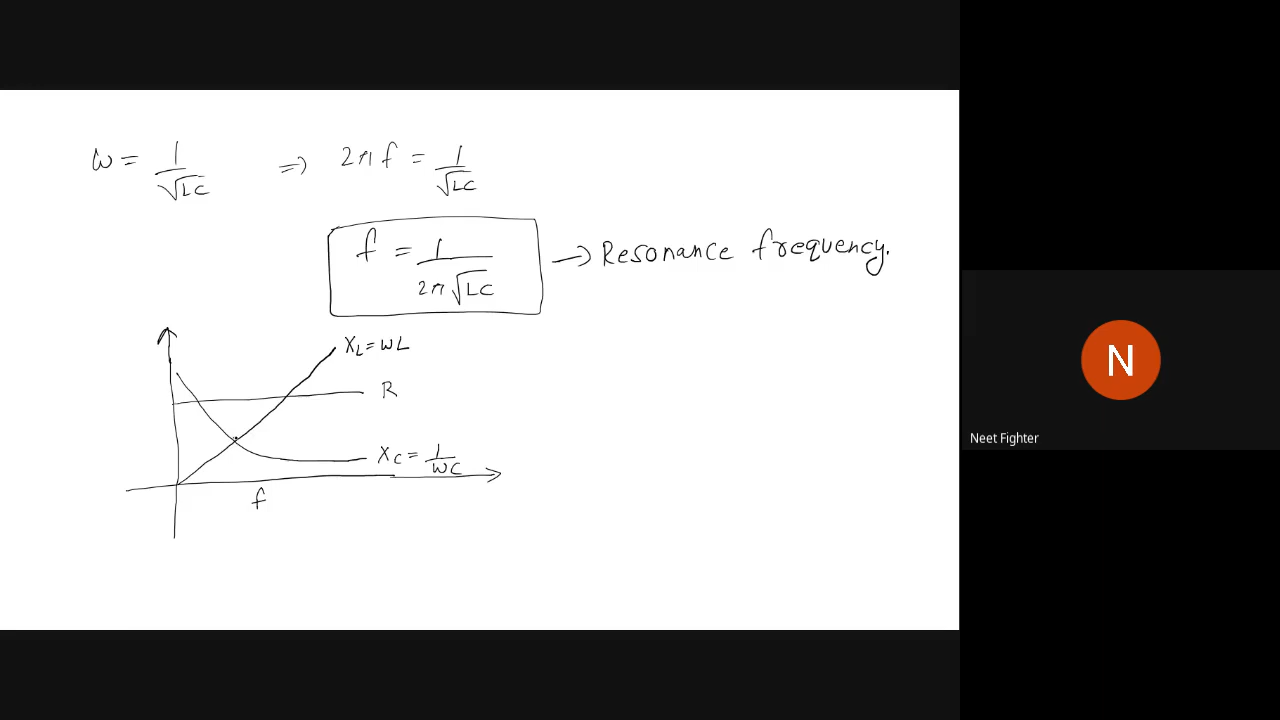 ω = 1/√LC ⇒ 2πf = 1/√LC
f = 1/2π√LC → Resonance frequency.
X_L = ωL
R
X_C = 1/ωC
f
N
Neet Fighter